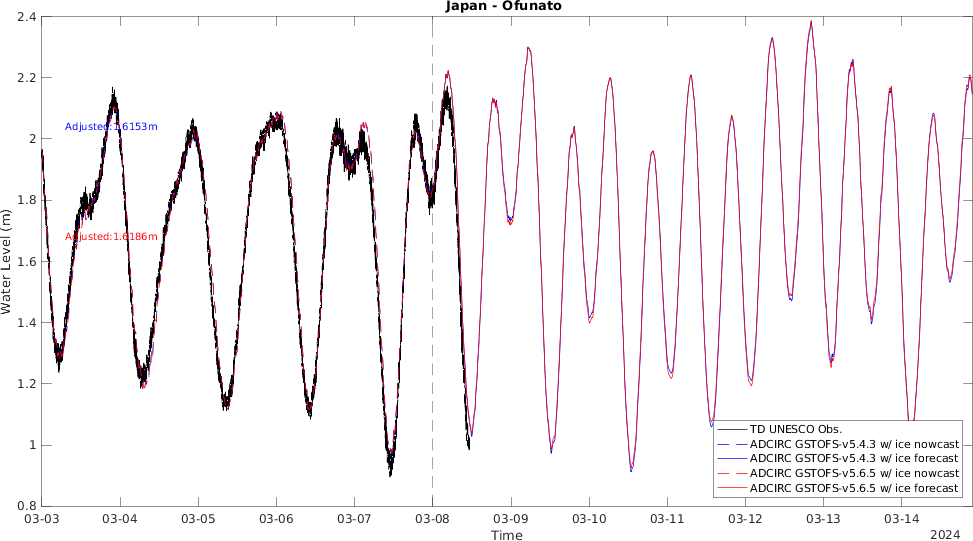 Japan - Ofunato
2.4
2.2
2
1.8
1.6
1.4
1.2
1
0.8
Water Level (m)
Adjusted:1.6153m
Adjusted:1.6186m
TD UNESCO Obs.
ADCIRC GSTOFS-v5.4.3 w/ ice nowcast
ADCIRC GSTOFS-v5.4.3 w/ ice forecast
ADCIRC GSTOFS-v5.6.5 w/ ice nowcast
ADCIRC GSTOFS-v5.6.5 w/ ice forecast
03-03 03-04 03-05 03-06 03-07 03-08 03-09 03-10 03-11 03-12 03-13 03-14
Time
2024